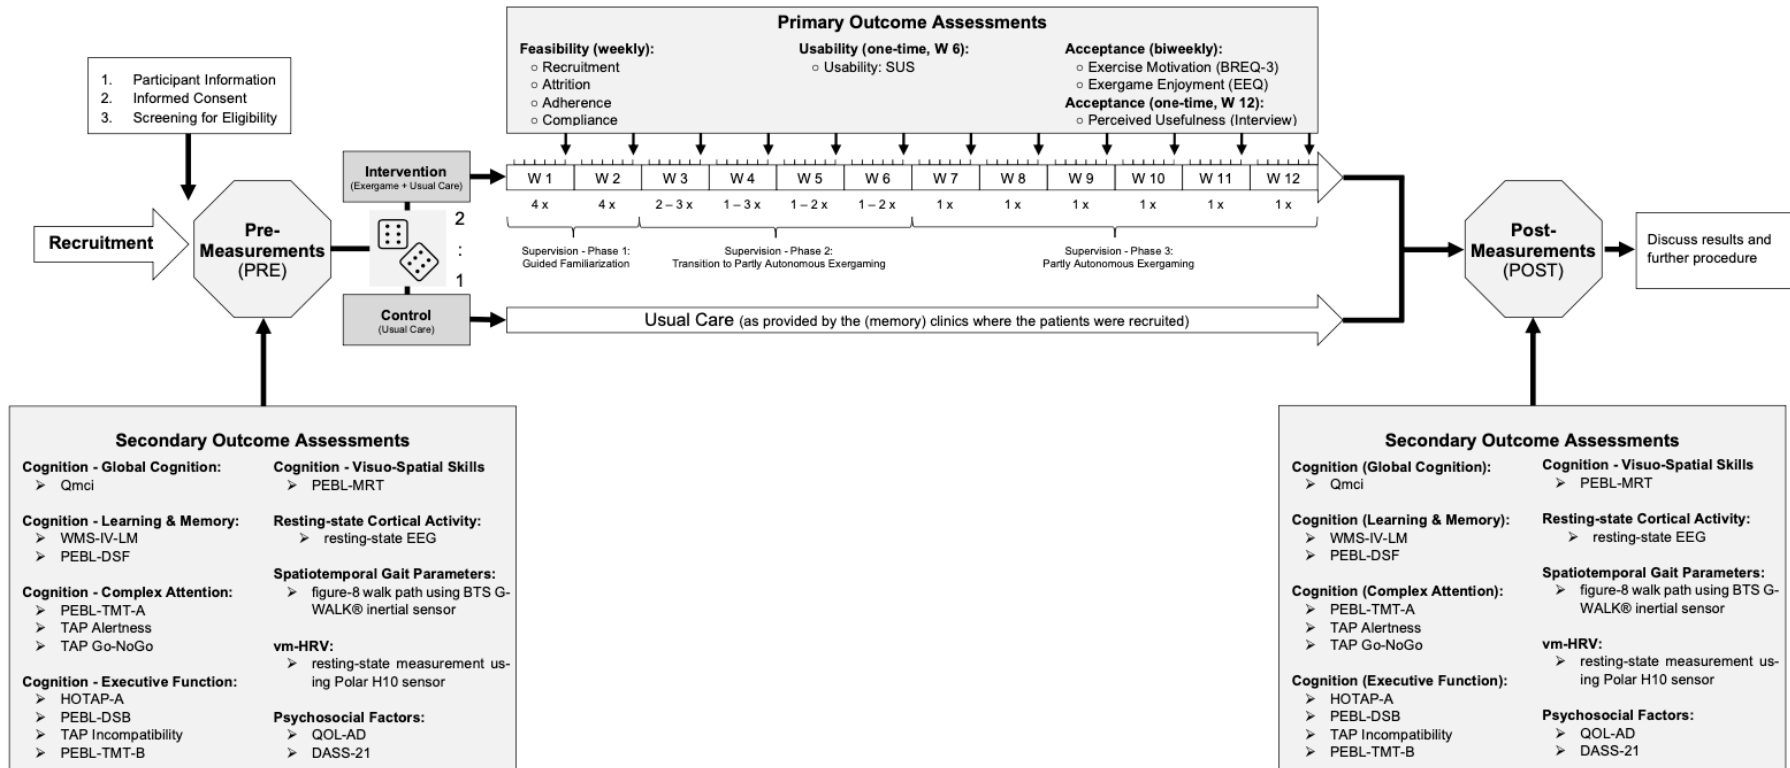 Primary Outcome Assessments
Feasibility (weekly):
○ Recruitment
○ Attrition
○ Adherence
○ Compliance
Usability (one-time, W 6):
○ Usability: SUS
Acceptance (biweekly):
○ Exercise Motivation (BREQ-3)
○ Exergame Enjoyment (EEQ)
Acceptance (one-time, W 12):
○ Perceived Usefulness (Interview)
1. Participant Information
2. Informed Consent
3. Screening for Eligibility
Recruitment
Pre-
Measurements
(PRE)
Intervention
(Exergame + Usual Care)
2
:
1
Control
(Usual Care)
W 1 W 2 W 3 W 4 W 5 W 6 W 7 W 8 W 9 W 10 W 11 W 12
4 x 4 x 2 – 3 x 1 – 3 x 1 – 2 x 1 – 2 x 1 x 1 x 1 x 1 x 1 x 1 x
Supervision - Phase 1:
Guided Familiarization
Supervision - Phase 2:
Transition to Partly Autonomous Exergaming
Supervision - Phase 3:
Partly Autonomous Exergaming
Usual Care (as provided by the (memory) clinics where the patients were recruited)
Post-
Measurements
(POST)
Discuss results and
further procedure
Secondary Outcome Assessments
Cognition - Global Cognition:
➢ Qmci
Cognition - Learning & Memory:
➢ WMS-IV-LM
➢ PEBL-DSF
Cognition - Complex Attention:
➢ PEBL-TMT-A
➢ TAP Alertness
➢ TAP Go-NoGo
Cognition - Executive Function:
➢ HOTAP-A
➢ PEBL-DSB
➢ TAP Incompatibility
➢ PEBL-TMT-B
Cognition - Visuo-Spatial Skills
➢ PEBL-MRT
Resting-state Cortical Activity:
➢ resting-state EEG
Spatiotemporal Gait Parameters:
➢ figure-8 walk path using BTS G-
WALK® inertial sensor
vm-HRV:
➢ resting-state measurement us-
ing Polar H10 sensor
Psychosocial Factors:
➢ QOL-AD
➢ DASS-21
Secondary Outcome Assessments
Cognition (Global Cognition):
➢ Qmci
Cognition (Learning & Memory):
➢ WMS-IV-LM
➢ PEBL-DSF
Cognition (Complex Attention):
➢ PEBL-TMT-A
➢ TAP Alertness
➢ TAP Go-NoGo
Cognition (Executive Function):
➢ HOTAP-A
➢ PEBL-DSB
➢ TAP Incompatibility
➢ PEBL-TMT-B
Cognition - Visuo-Spatial Skills
➢ PEBL-MRT
Resting-state Cortical Activity:
➢ resting-state EEG
Spatiotemporal Gait Parameters:
➢ figure-8 walk path using BTS G-
WALK® inertial sensor
vm-HRV:
➢ resting-state measurement us-
ing Polar H10 sensor
Psychosocial Factors:
➢ QOL-AD
➢ DASS-21